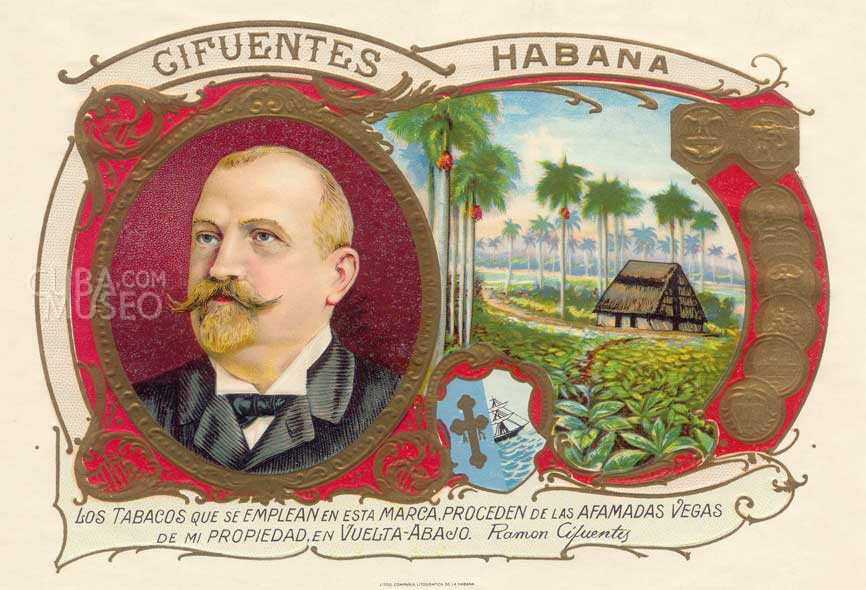 CIFUENTES HABANA
CUBA.COM
MUSEO
LOS TABACOS QUE SE EMPLEAN EN ESTA MARCA, PROCEDEN DE LAS AFAMADAS VEGAS
DE MI PROPIEDAD, EN VUELTA-ABAJO. Ramon Cifuentes
LITOG. COMPAÑIA LITOGRAFICA DE LA HABANA